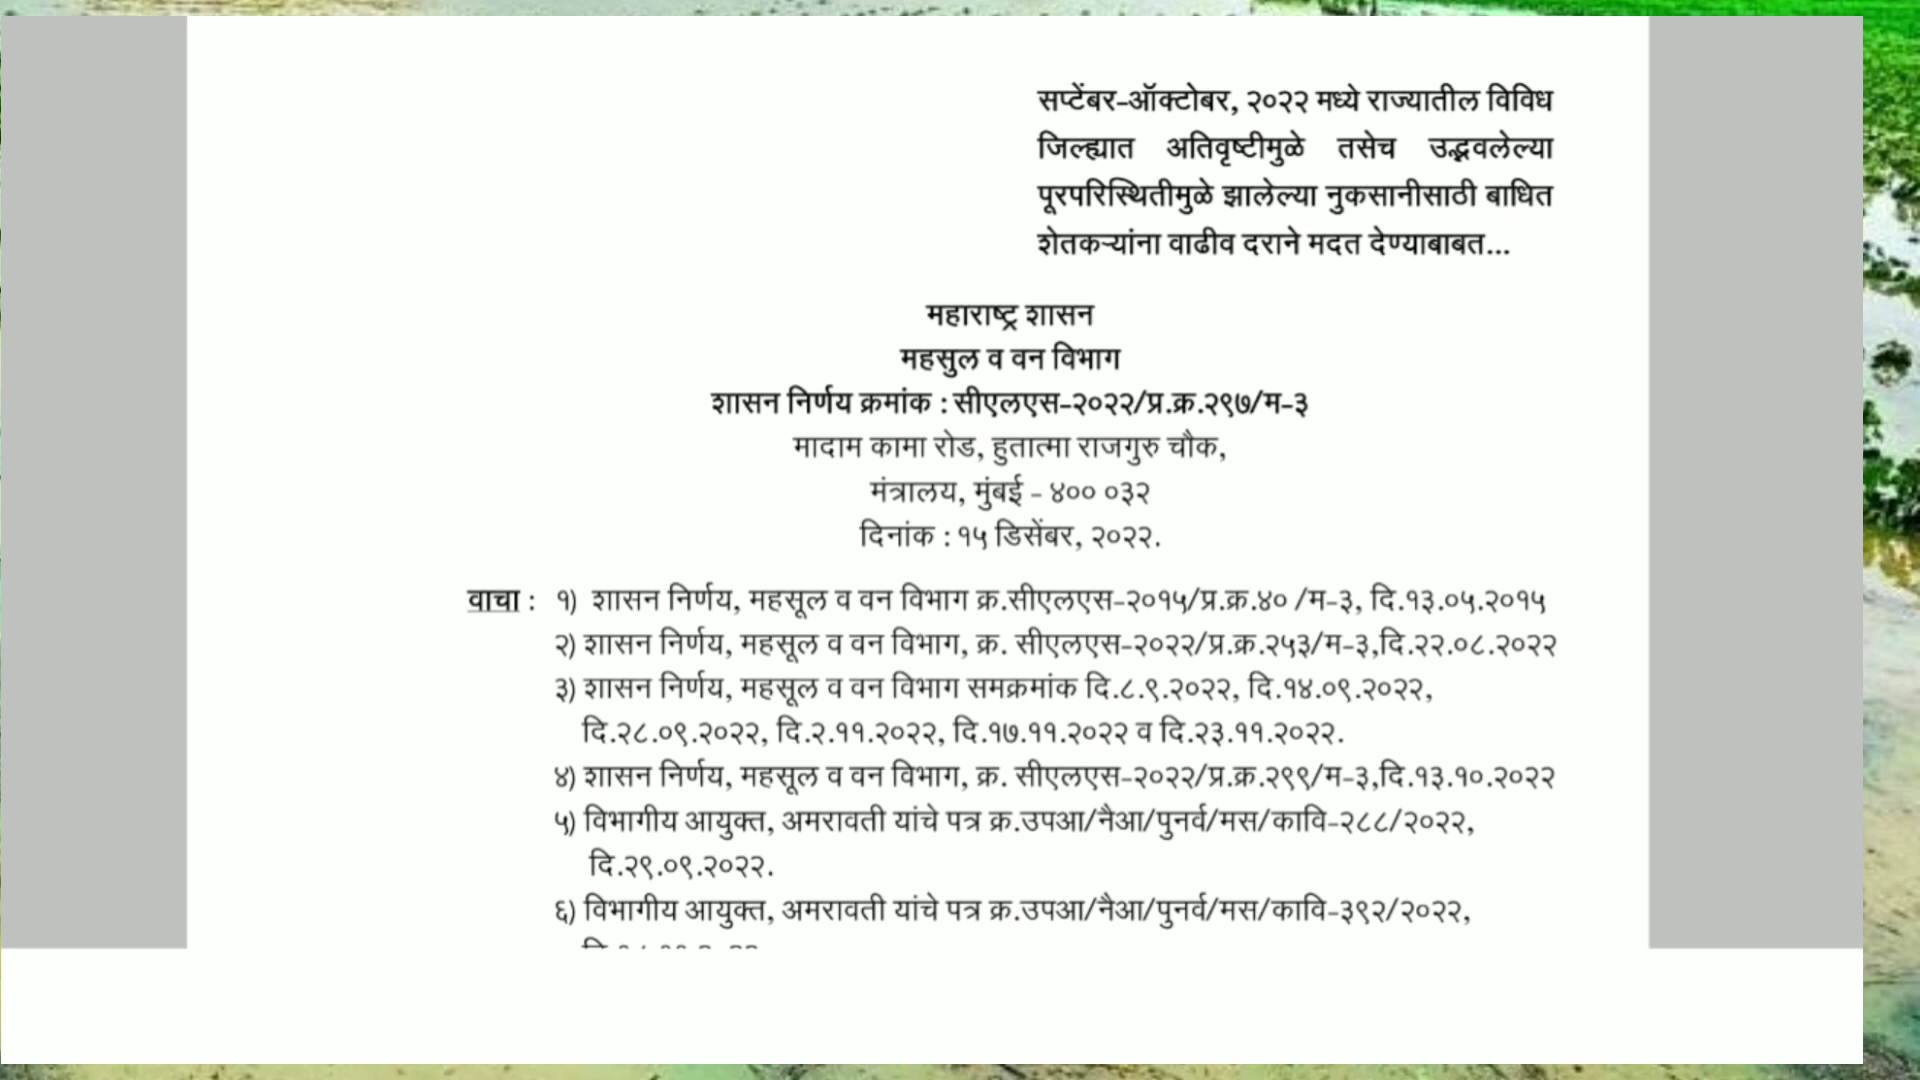 सप्टेंबर-ऑक्टोबर, २०२२ मध्ये राज्यातील विविध
जिल्ह्यात अतिवृष्टीमुळे तसेच उद्भवलेल्या
पूरपरिस्थितीमुळे झालेल्या नुकसानीसाठी बाधित
शेतकऱ्यांना वाढीव दराने मदत देण्याबाबत...
महाराष्ट्र शासन
महसुल व वन विभाग
शासन निर्णय क्रमांक : सीएलएस-२०२२/प्र.क्र.२९७/म-३
मादाम कामा रोड, हुतात्मा राजगुरु चौक,
मंत्रालय, मुंबई - ४०० ०३२
दिनांक : १५ डिसेंबर, २०२२.
वाचा : १) शासन निर्णय, महसूल व वन विभाग क्र.सीएलएस-२०१५/प्र.क्र.४० /म-३, दि.१३.०५.२०१५
२) शासन निर्णय, महसूल व वन विभाग, क्र. सीएलएस-२०२२/प्र.क्र.२५३/म-३,दि.२२.०८.२०२२
३) शासन निर्णय, महसूल व वन विभाग समक्रमांक दि.८.९.२०२२, दि.१४.०९.२०२२,
दि.२८.०९.२०२२, दि.२.११.२०२२, दि.१७.११.२०२२ व दि.२३.११.२०२२.
४) शासन निर्णय, महसूल व वन विभाग, क्र. सीएलएस-२०२२/प्र.क्र.२९९/म-३,दि.१३.१०.२०२२
५) विभागीय आयुक्त, अमरावती यांचे पत्र क्र.उपआ/नैआ/पुनर्व/मस/कावि-२८८/२०२२,
दि.२९.०९.२०२२.
६) विभागीय आयुक्त, अमरावती यांचे पत्र क्र.उपआ/नैआ/पुनर्व/मस/कावि-३९२/२०२२,